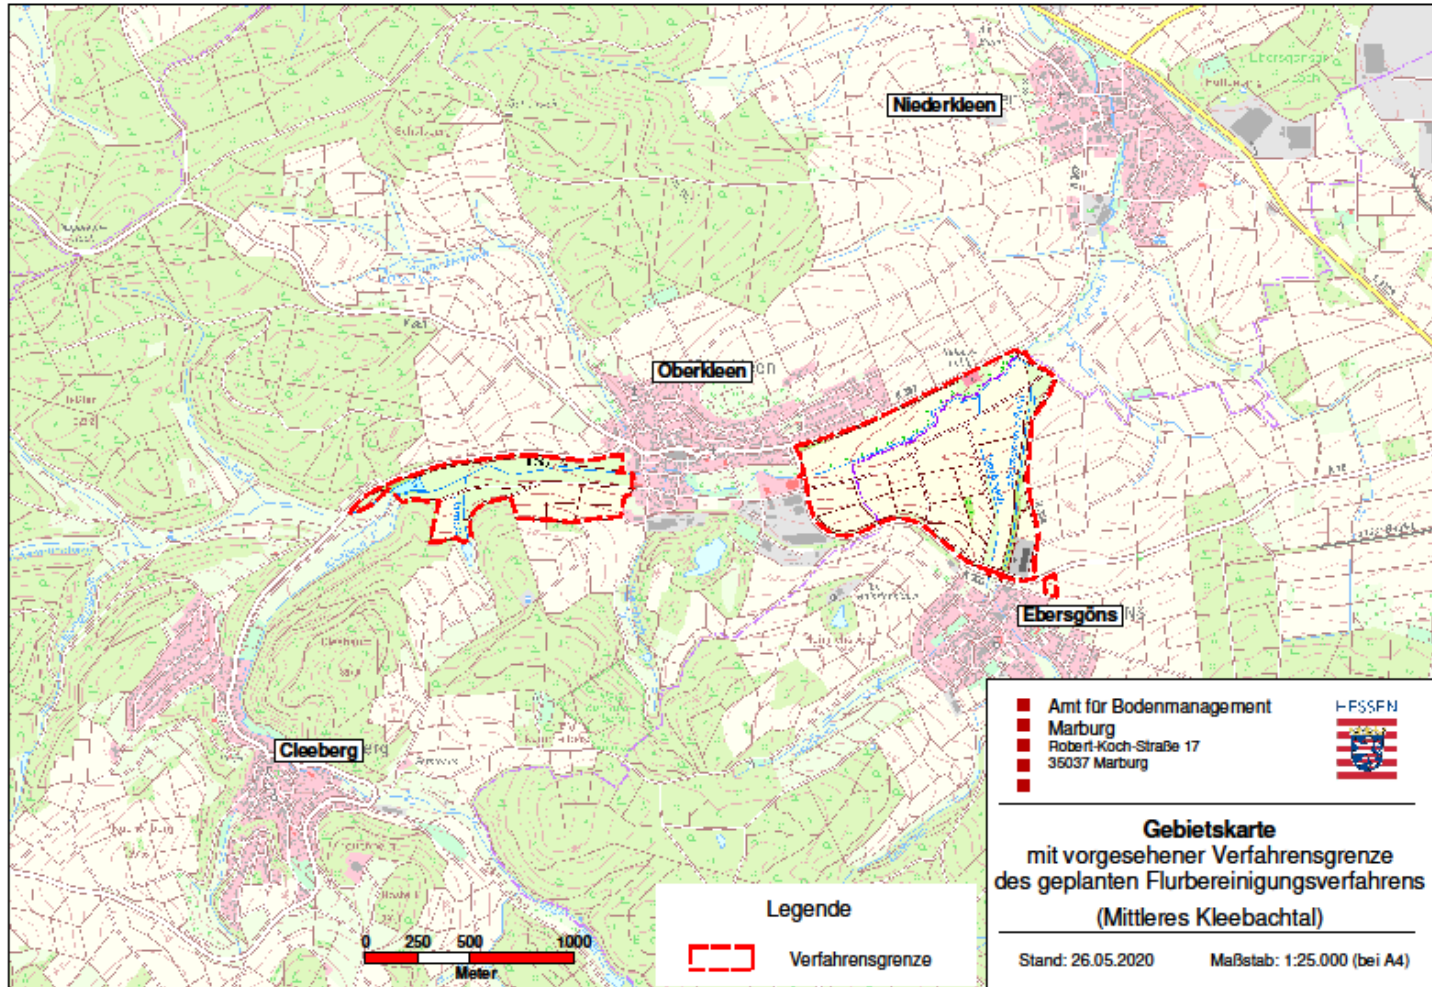 Niederkleen
Oberkleen
Ebersgöns
Cleeberg
0 250 500 1000
Meter
Legende
Verfahrensgrenze
Amt für Bodenmanagement
Marburg
Robert-Koch-Straße 17
35037 Marburg
HESSEN
Gebietskarte
mit vorgesehener Verfahrensgrenze
des geplanten Flurbereinigungsverfahrens
(Mittleres Kleebachtal)
Stand: 26.05.2020 Maßstab: 1:25.000 (bei A4)